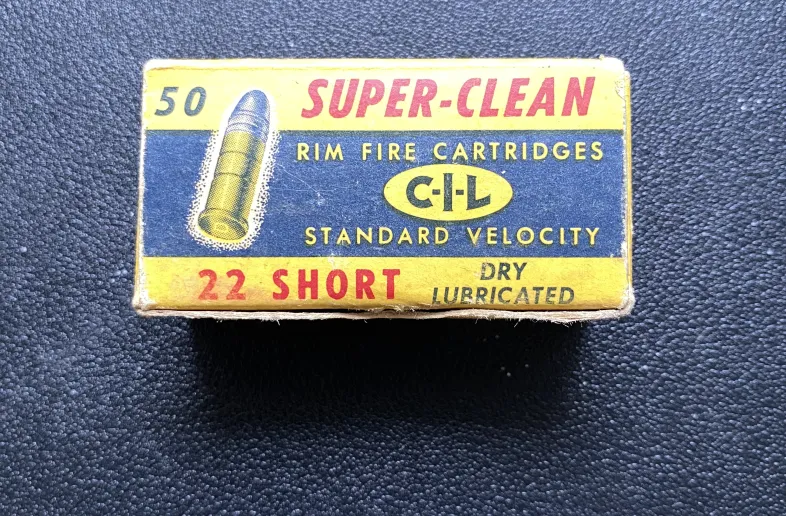 50 SUPER-CLEAN
RIM FIRE CARTRIDGES
C-I-L
STANDARD VELOCITY
22 SHORT
DRY
LUBRICATED